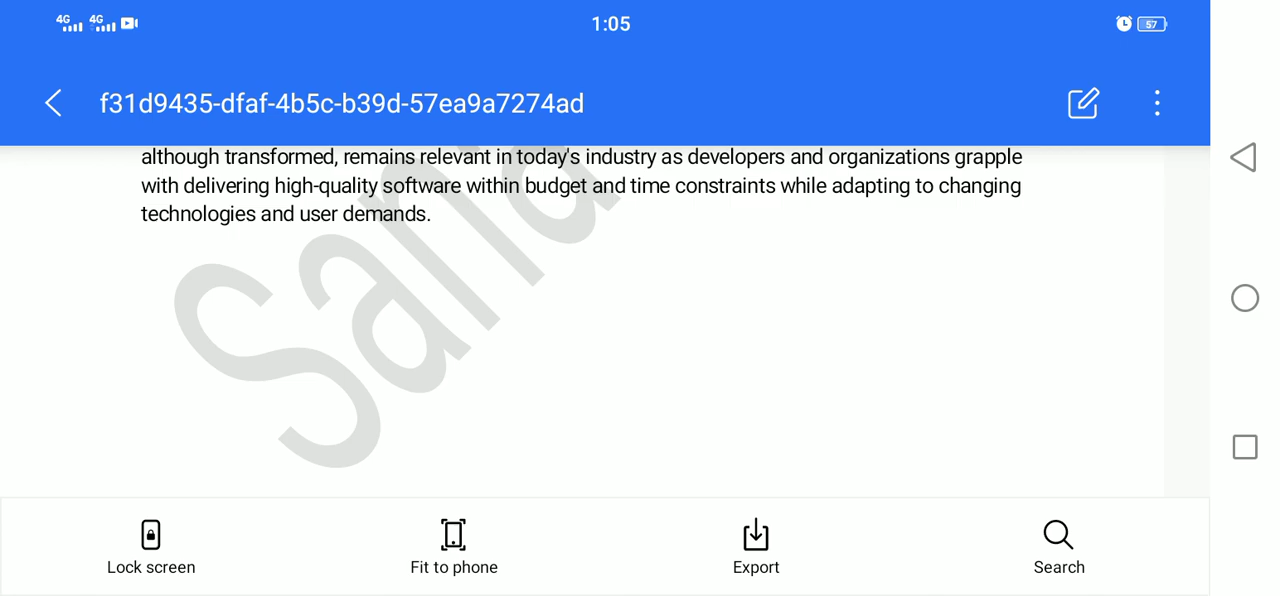 4G 4G 1:05 57
f31d9435-dfaf-4b5c-b39d-57ea9a7274ad
although transformed, remains relevant in today's industry as developers and organizations grapple
with delivering high-quality software within budget and time constraints while adapting to changing
technologies and user demands.
Sana
Lock screen Fit to phone Export Search